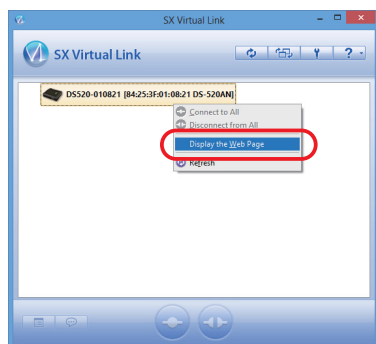 SX Virtual Link
SX Virtual Link
DS520-010821 [84:25:3F:01:08:21 DS-520AN]
Connect to All
Disconnect from All
Display the Web Page
Refresh